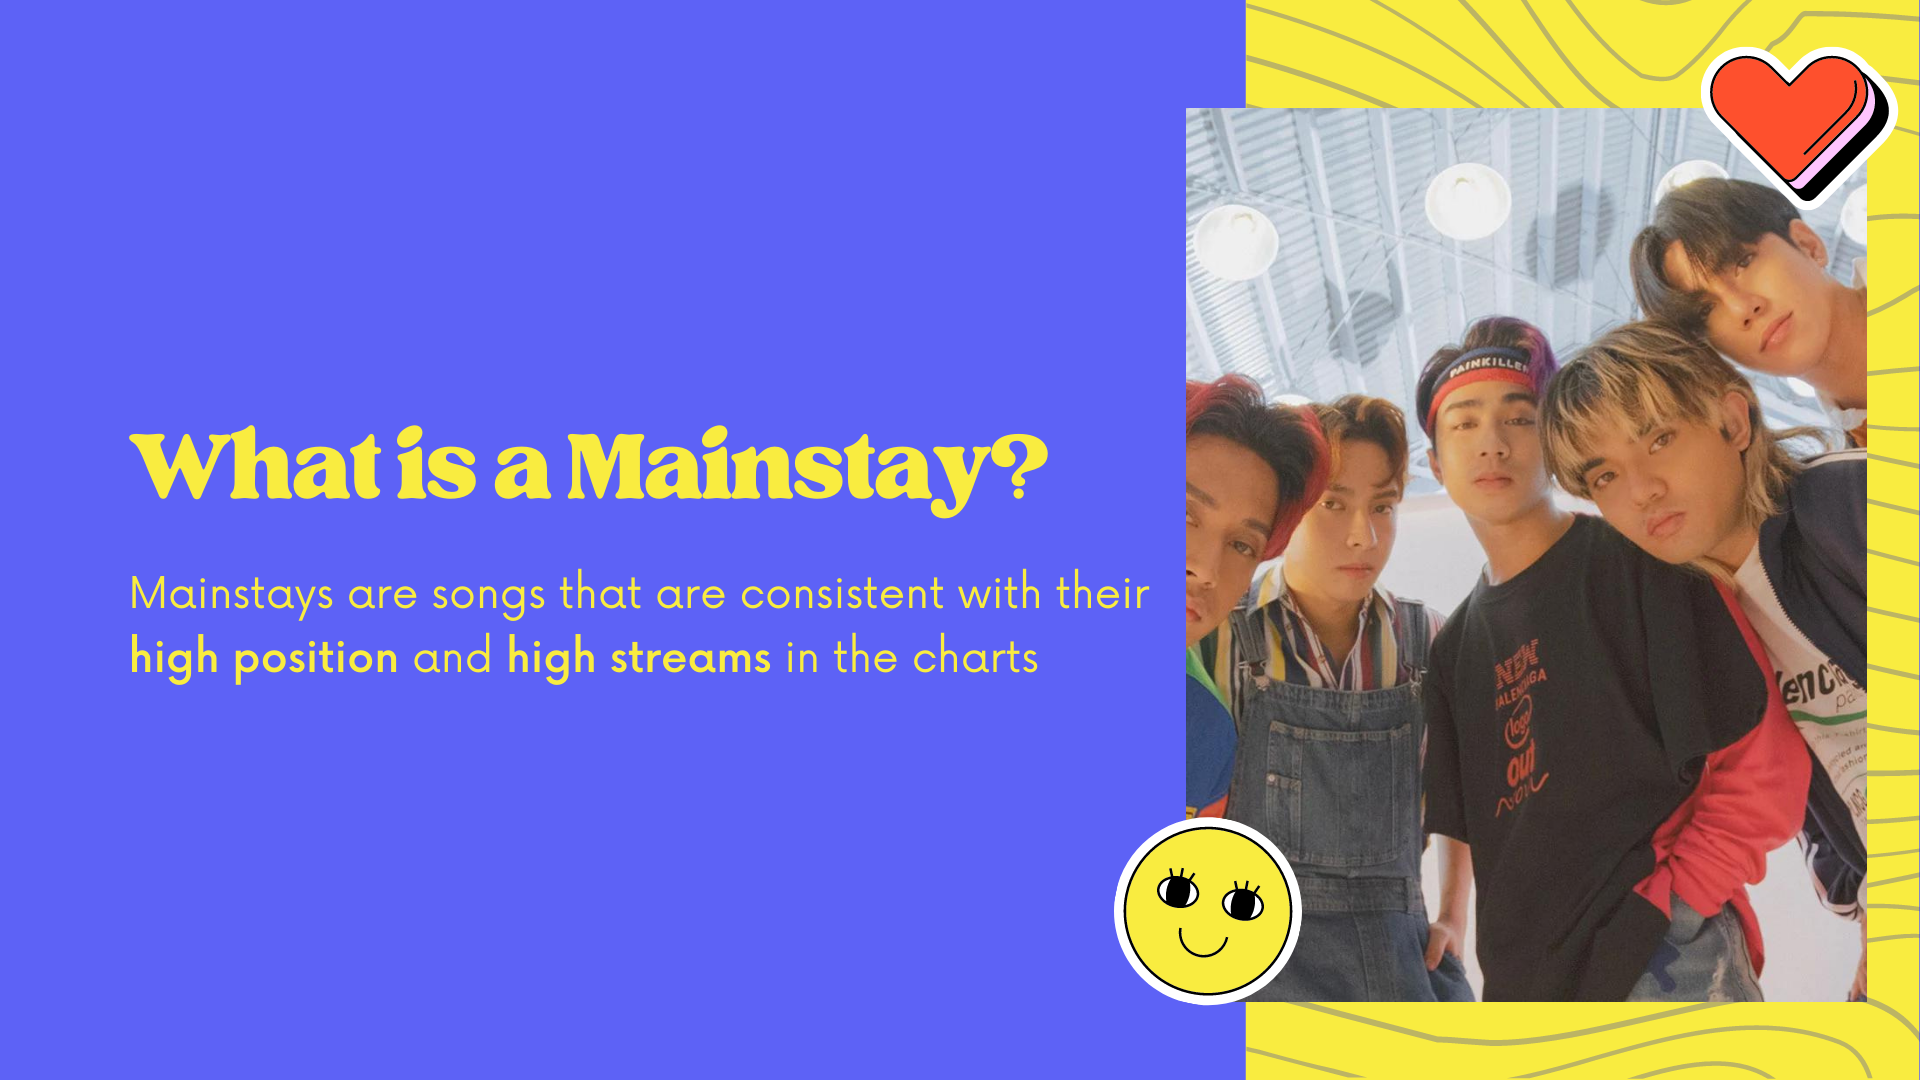 What is a Mainstay?
Mainstays are songs that are consistent with their
high position and high streams in the charts
PAINKILLER
NEW
BALENCIAGA
logo
out